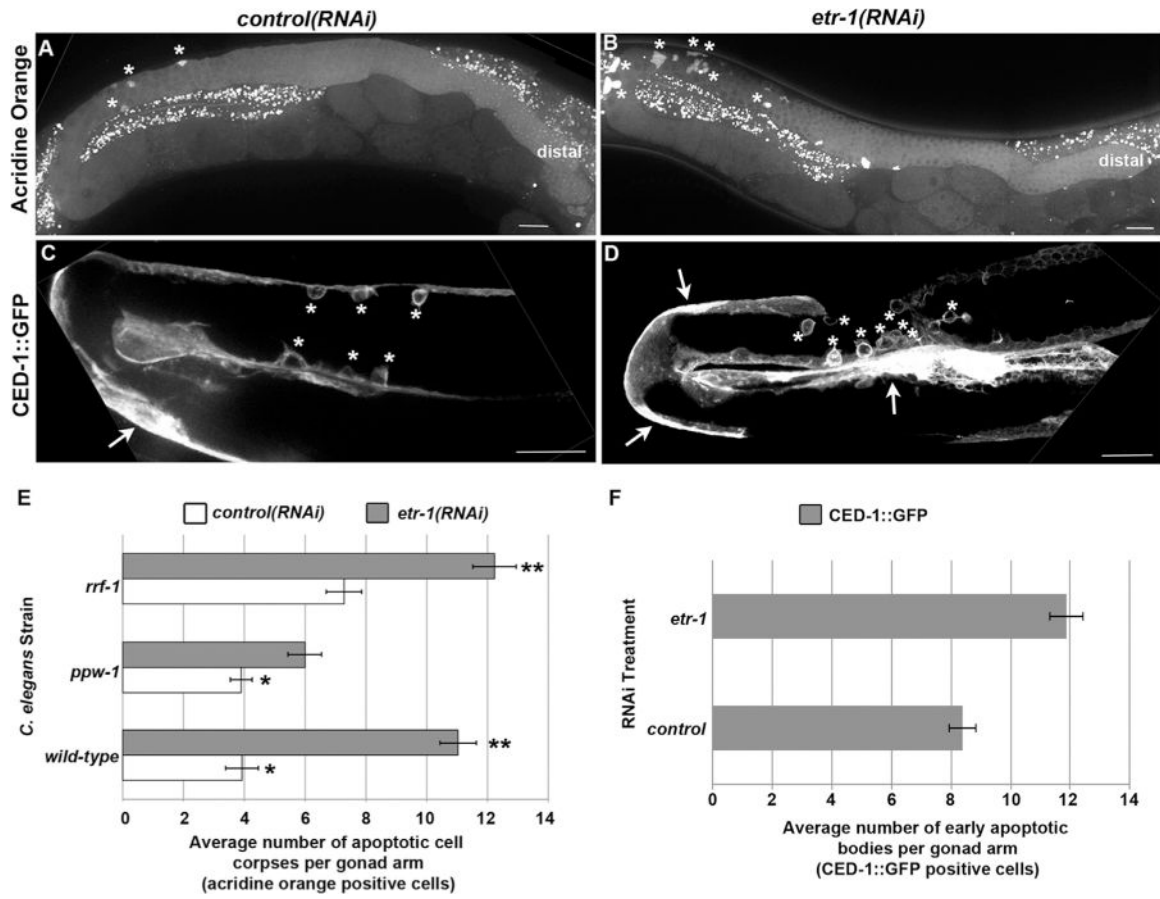 control(RNAi) etr-1(RNAi)
Acridine Orange
A
* * *
distal
B
* * * * * * *
distal
CED-1::GFP
C
* * * * * *
D
* * * * * * * * *
E
control(RNAi) etr-1(RNAi)
C. elegans Strain
rrf-1
**
ppw-1
*
wild-type
**
*
0 2 4 6 8 10 12 14
Average number of apoptotic cell
corpses per gonad arm
(acridine orange positive cells)
F
CED-1::GFP
RNAi Treatment
etr-1
control
0 2 4 6 8 10 12 14
Average number of early apoptotic
bodies per gonad arm
(CED-1::GFP positive cells)